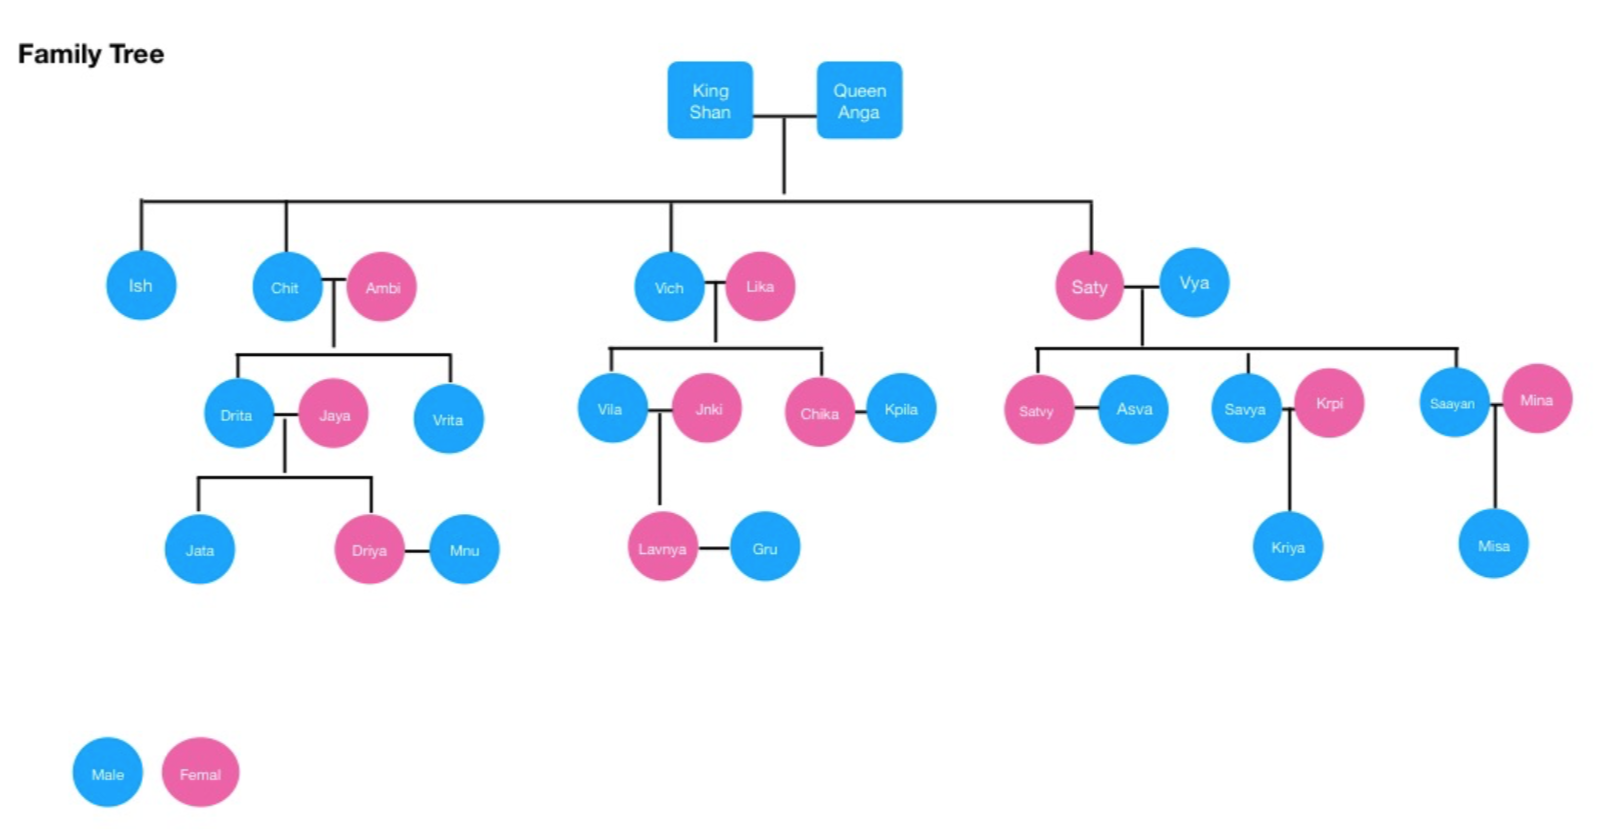 Family Tree
King
Shan
Queen
Anga
Ish
Chit
Ambi
Vich
Lika
Saty
Vya
Drita
Jaya
Vrita
Vila
Jnki
Chika
Kpila
Satvy
Asva
Savya
Krpi
Saayan
Mina
Jata
Driya
Mnu
Lavnya
Gru
Kriya
Misa
Male
Femal